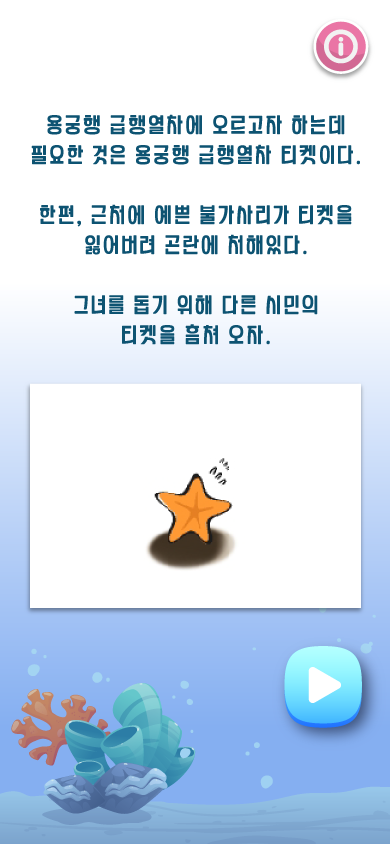 용궁행 급행열차에 오르고자 하는데
필요한 것은 용궁행 급행열차 티켓이다.
한편, 근처에 예쁜 불가사리가 티켓을
잃어버려 곤란에 처해있다.
그녀를 돕기 위해 다른 시민의
티켓을 훔쳐 오자.